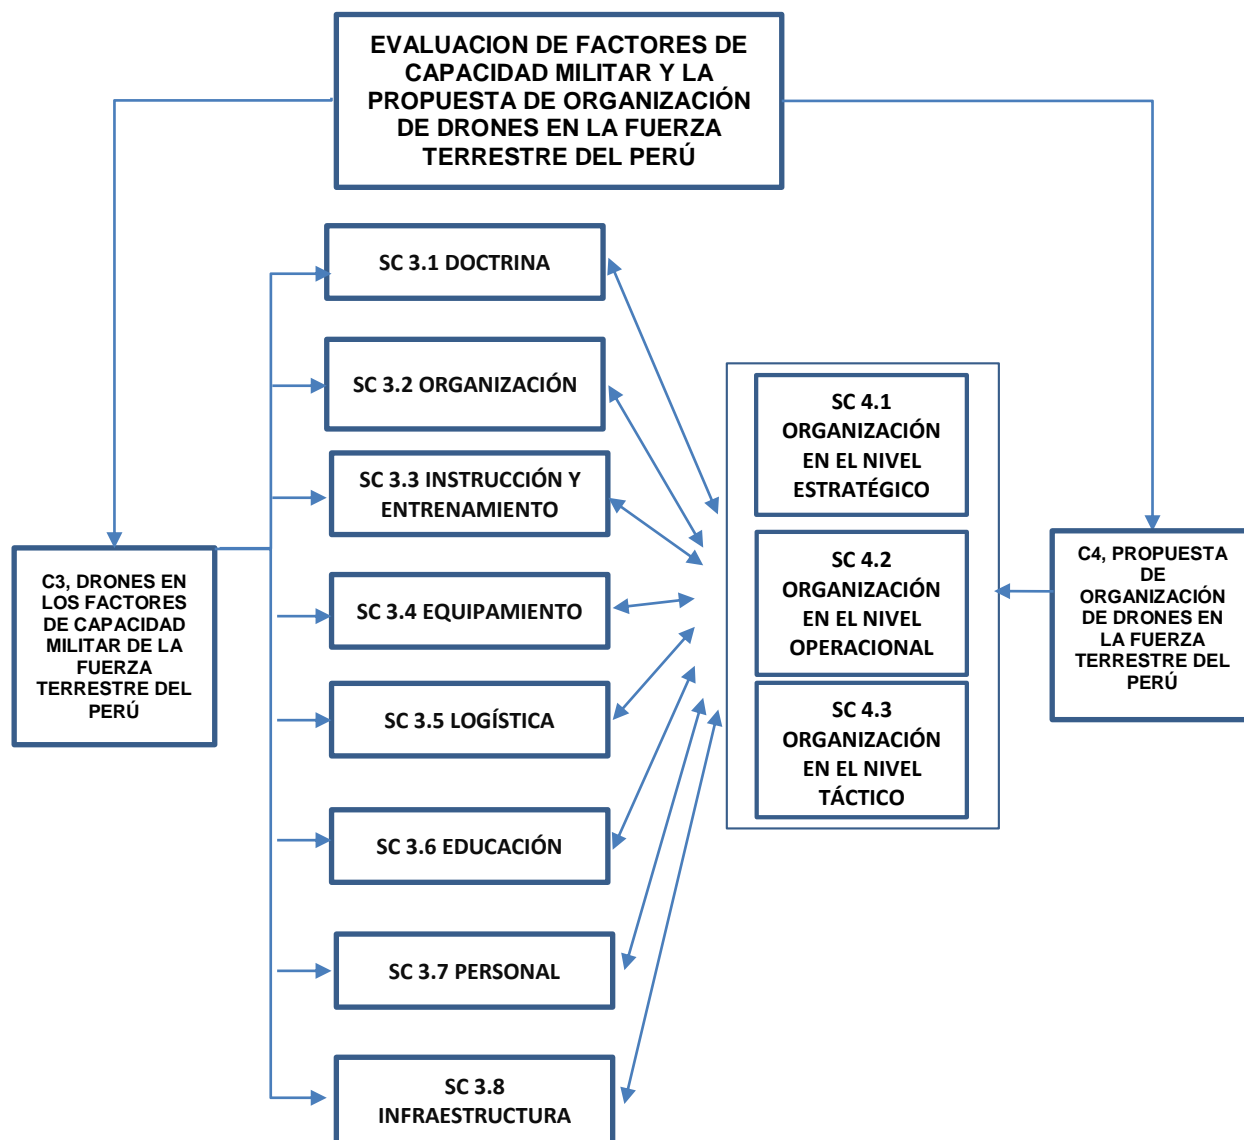 EVALUACION DE FACTORES DE
CAPACIDAD MILITAR Y LA
PROPUESTA DE ORGANIZACIÓN
DE DRONES EN LA FUERZA
TERRESTRE DEL PERÚ
C3, DRONES EN
LOS FACTORES
DE CAPACIDAD
MILITAR DE LA
FUERZA
TERRESTRE DEL
PERÚ
SC 3.1 DOCTRINA
SC 3.2 ORGANIZACIÓN
SC 3.3 INSTRUCCIÓN Y
ENTRENAMIENTO
SC 3.4 EQUIPAMIENTO
SC 3.5 LOGÍSTICA
SC 3.6 EDUCACIÓN
SC 3.7 PERSONAL
SC 3.8
INFRAESTRUCTURA
SC 4.1
ORGANIZACIÓN
EN EL NIVEL
ESTRATÉGICO
SC 4.2
ORGANIZACIÓN
EN EL NIVEL
OPERACIONAL
SC 4.3
ORGANIZACIÓN
EN EL NIVEL
TÁCTICO
C4, PROPUESTA
DE
ORGANIZACIÓN
DE DRONES EN
LA FUERZA
TERRESTRE DEL
PERÚ